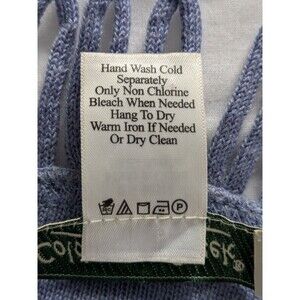 Hand Wash Cold
Separately
Only Non Chlorine
Bleach When Needed
Hang To Dry
Warm Iron If Needed
Or Dry Clean